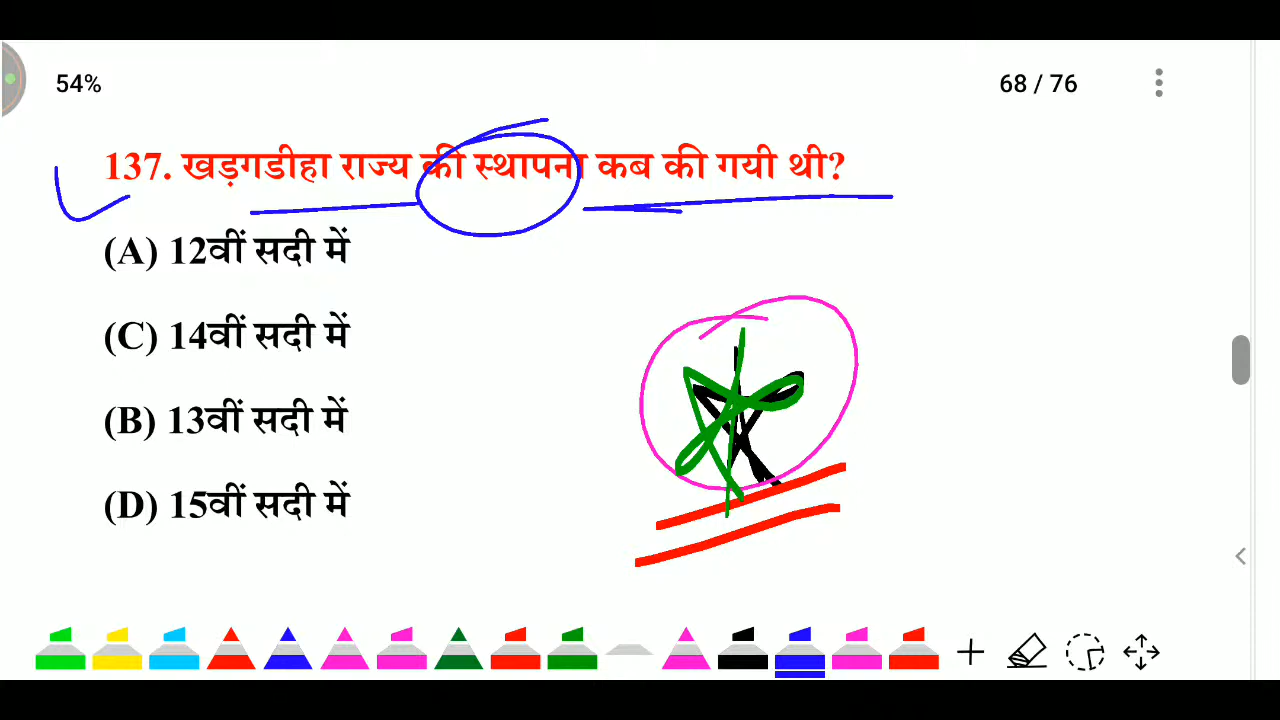 54%
68 / 76
137. खड़गडीहा राज्य की स्थापना कब की गयी थी?
(A) 12वीं सदी में
(C) 14वीं सदी में
(B) 13वीं सदी में
(D) 15वीं सदी में